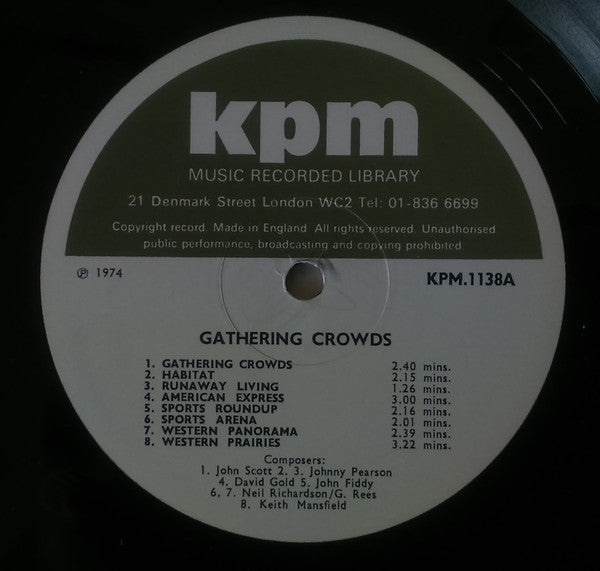 kpm
MUSIC RECORDED LIBRARY
21 Denmark Street London WC2 Tel: 01-836 6699
Copyright record. Made in England. All rights reserved. Unauthorised
public performance, broadcasting and copying prohibited.
Ⓟ 1974 KPM.1138A
GATHERING CROWDS
1. GATHERING CROWDS 2.40 mins.
2. HABITAT 2.15 mins.
3. RUNAWAY LIVING 1.26 mins.
4. AMERICAN EXPRESS 3.00 mins.
5. SPORTS ROUNDUP 2.16 mins.
6. SPORTS ARENA 2.01 mins.
7. WESTERN PANORAMA 2.39 mins.
8. WESTERN PRAIRIES 3.22 mins.
Composers:
1. John Scott 2. 3. Johnny Pearson
4. David Gold 5. John Fiddy
6, 7. Neil Richardson/G. Rees
8. Keith Mansfield